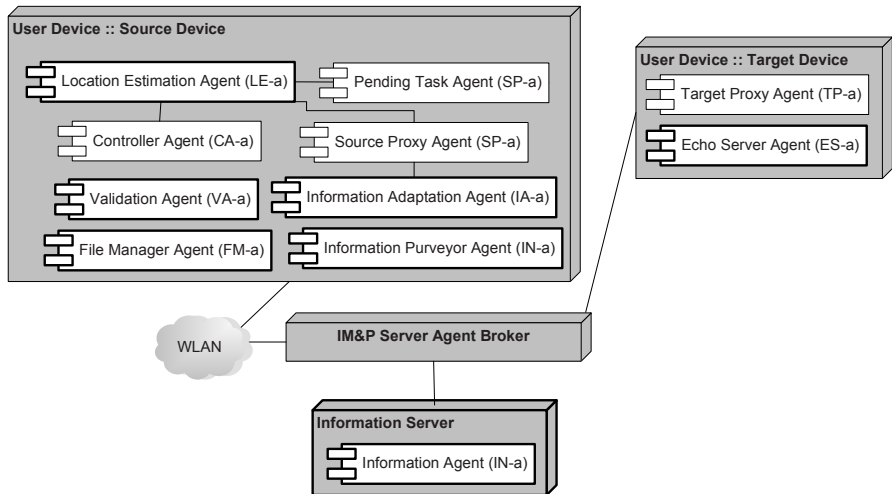 User Device :: Source Device
Location Estimation Agent (LE-a)
Pending Task Agent (SP-a)
Controller Agent (CA-a)
Source Proxy Agent (SP-a)
Validation Agent (VA-a)
Information Adaptation Agent (IA-a)
File Manager Agent (FM-a)
Information Purveyor Agent (IN-a)
User Device :: Target Device
Target Proxy Agent (TP-a)
Echo Server Agent (ES-a)
WLAN
IM&P Server Agent Broker
Information Server
Information Agent (IN-a)